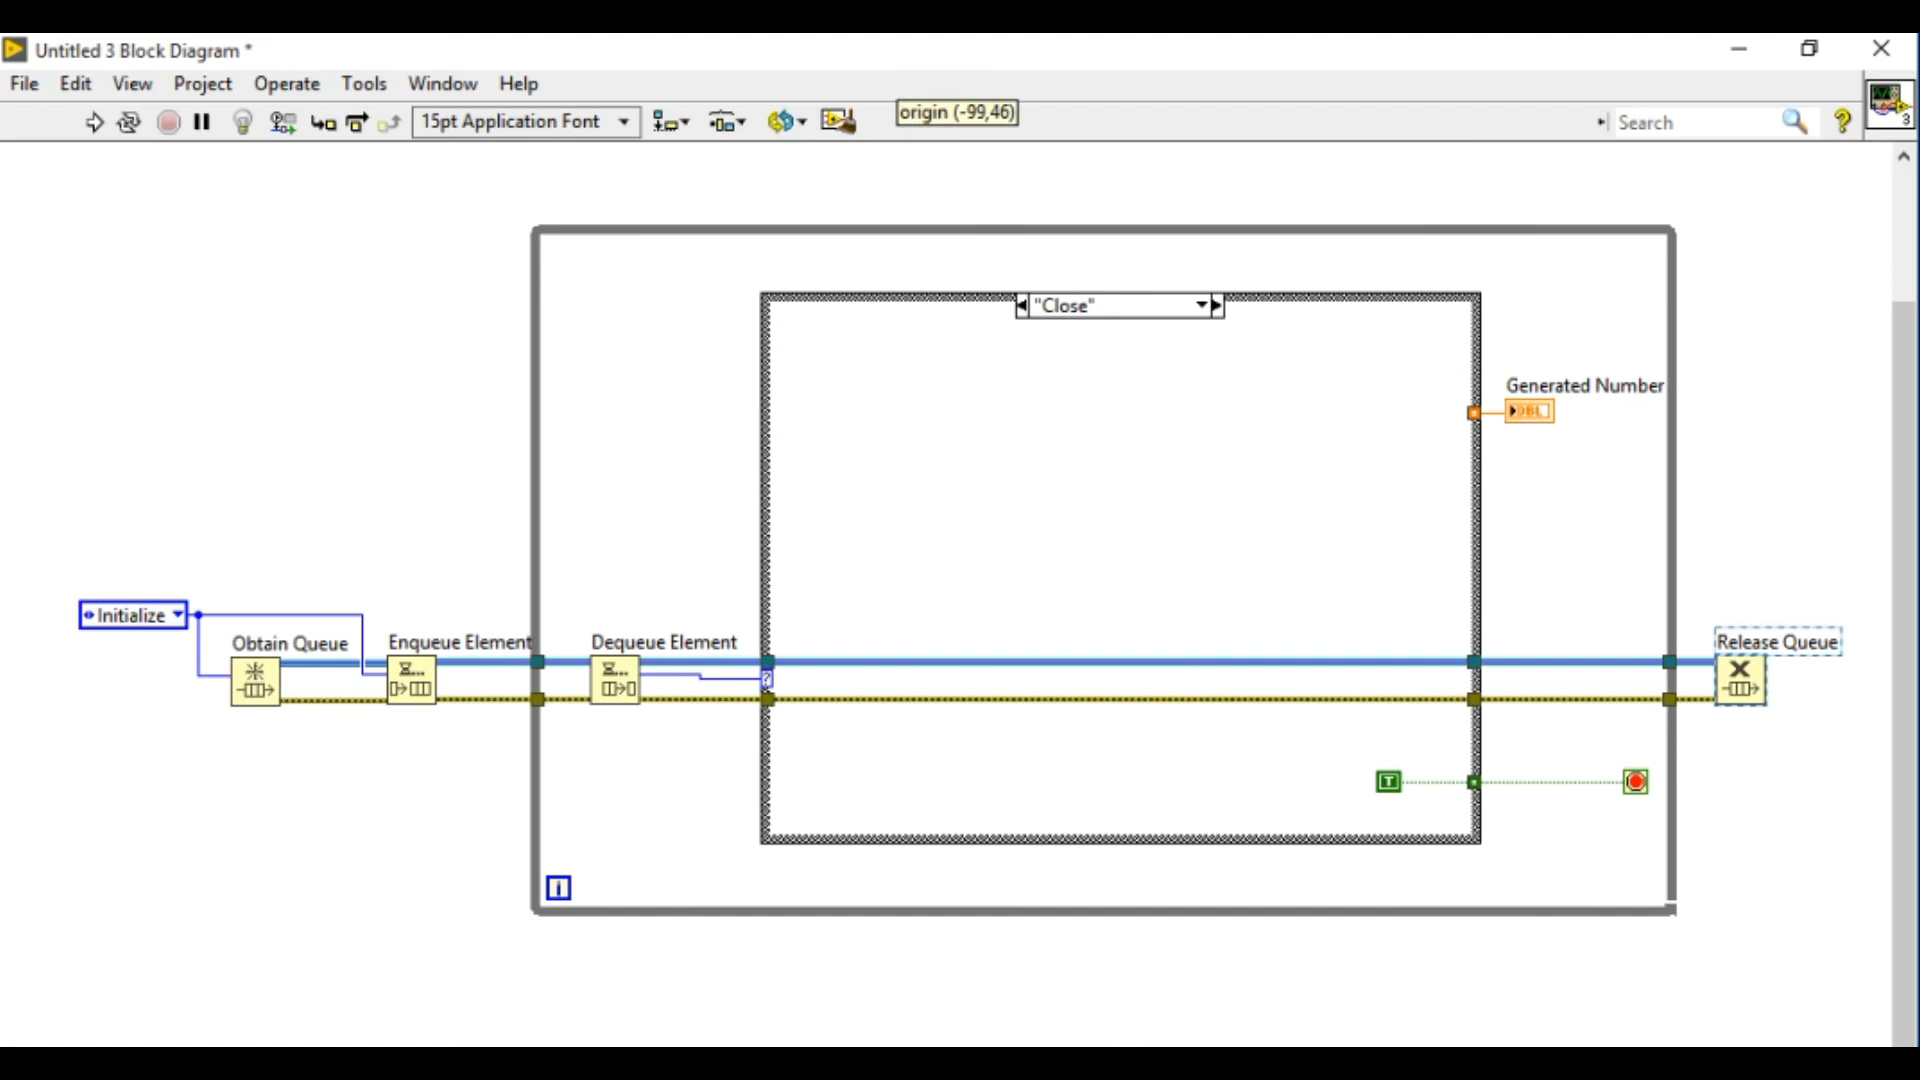 Untitled 3 Block Diagram *
File Edit View Project Operate Tools Window Help
15pt Application Font
origin (-99,46)
Search
?
3
"Close"
Generated Number
DBL
Initialize
Obtain Queue
Enqueue Element
Dequeue Element
Release Queue
?
T
i